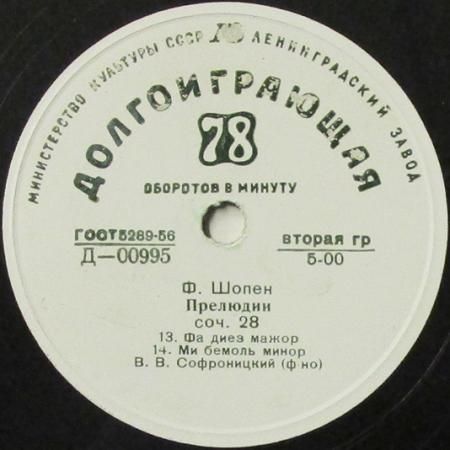 МИНИСТЕРСТВО КУЛЬТУРЫ СССР ЛЕНИНГРАДСКИЙ ЗАВОД
ДОЛГОИГРАЮЩАЯ
78
ОБОРОТОВ В МИНУТУ
ГОСТ5289-56
Д—00995
вторая гр
5-00
Ф. Шопен
Прелюдии
соч. 28
13. Фа диез мажор
14. Ми бемоль минор
В. В. Софроницкий (ф-но)